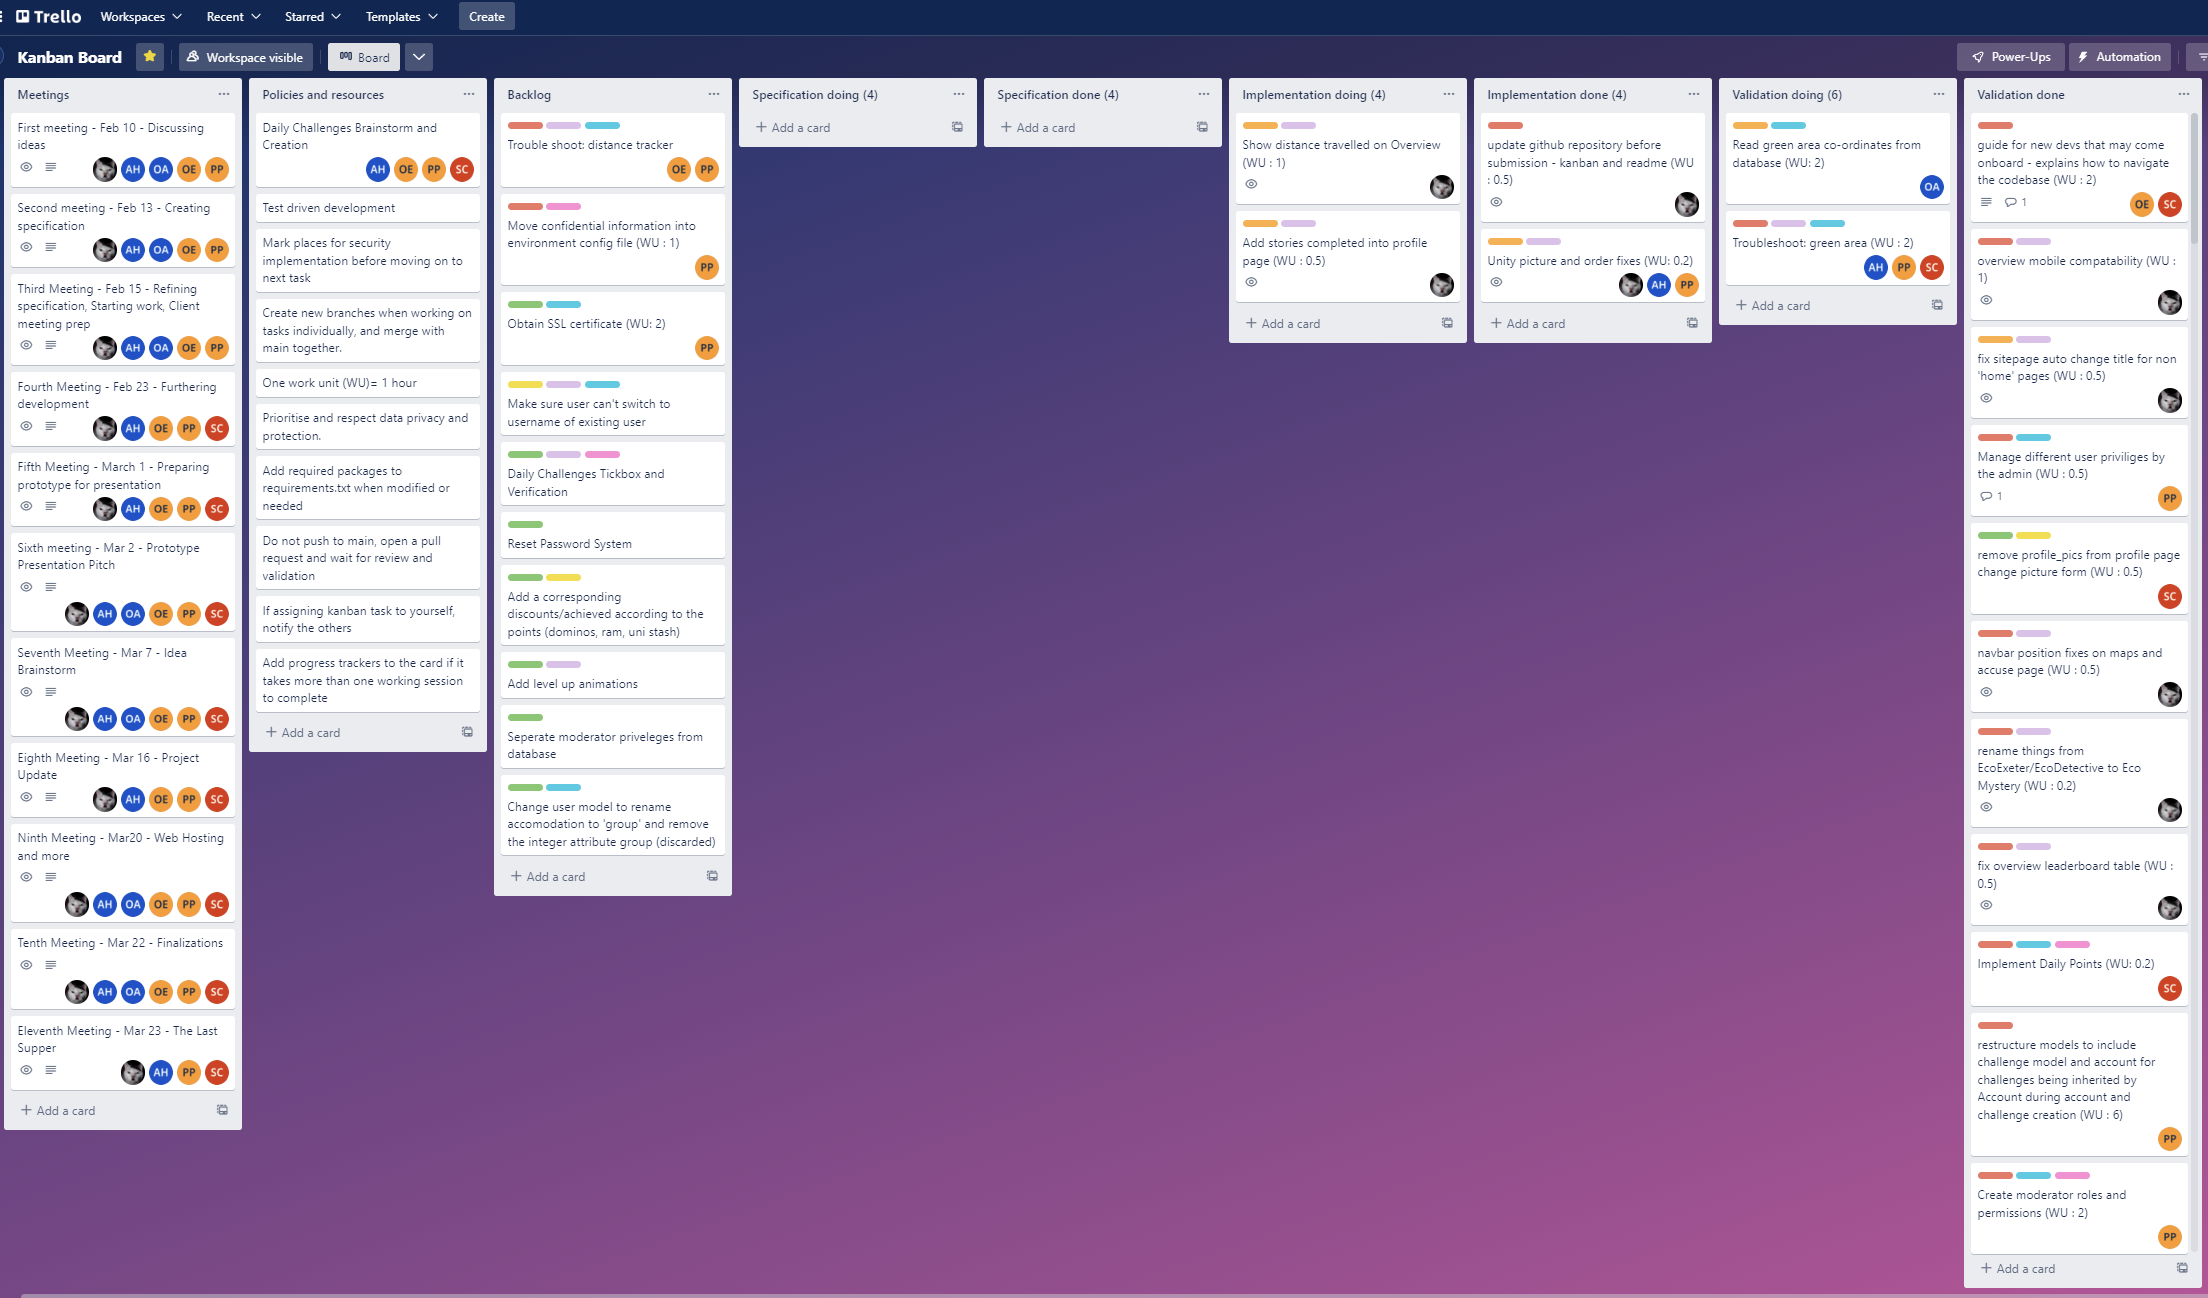 Trello
Workspaces
Recent
Starred
Templates
Create
Kanban Board
Workspace visible
Board
Power-Ups
Automation
Meetings
First meeting - Feb 10 - Discussing
ideas
AH OA OE PP
Second meeting - Feb 13 - Creating
specification
AH OA OE PP
Third Meeting - Feb 15 - Refining
specification, Starting work, Client
meeting prep
AH OA OE PP
Fourth Meeting - Feb 23 - Furthering
development
AH OE PP SC
Fifth Meeting - March 1 - Preparing
prototype for presentation
AH OE PP SC
Sixth meeting - Mar 2 - Prototype
Presentation Pitch
AH OA OE PP SC
Seventh Meeting - Mar 7 - Idea
Brainstorm
AH OA OE PP SC
Eighth Meeting - Mar 16 - Project
Update
AH OE PP SC
Ninth Meeting - Mar20 - Web Hosting
and more
AH OA OE PP SC
Tenth Meeting - Mar 22 - Finalizations
AH OA OE PP SC
Eleventh Meeting - Mar 23 - The Last
Supper
AH PP SC
+ Add a card
Policies and resources
Daily Challenges Brainstorm and
Creation
AH OE PP SC
Test driven development
Mark places for security
implementation before moving on to
next task
Create new branches when working on
tasks individually, and merge with
main together.
One work unit (WU)= 1 hour
Prioritise and respect data privacy and
protection.
Add required packages to
requirements.txt when modified or
needed
Do not push to main, open a pull
request and wait for review and
validation
If assigning kanban task to yourself,
notify the others
Add progress trackers to the card if it
takes more than one working session
to complete
+ Add a card
Backlog
Trouble shoot: distance tracker
OE PP
Move confidential information into
environment config file (WU : 1)
PP
Obtain SSL certificate (WU: 2)
PP
Make sure user can't switch to
username of existing user
Daily Challenges Tickbox and
Verification
Reset Password System
Add a corresponding
discounts/achieved according to the
points (dominos, ram, uni stash)
Add level up animations
Seperate moderator priveleges from
database
Change user model to rename
accomodation to 'group' and remove
the integer attribute group (discarded)
+ Add a card
Specification doing (4)
+ Add a card
Specification done (4)
+ Add a card
Implementation doing (4)
Show distance travelled on Overview
(WU : 1)
Add stories completed into profile
page (WU : 0.5)
+ Add a card
Implementation done (4)
update github repository before
submission - kanban and readme (WU
: 0.5)
Unity picture and order fixes (WU: 0.2)
AH PP
+ Add a card
Validation doing (6)
Read green area co-ordinates from
database (WU: 2)
OA
Troubleshoot: green area (WU : 2)
AH PP SC
+ Add a card
Validation done
guide for new devs that may come
onboard - explains how to navigate
the codebase (WU : 2)
1
OE SC
overview mobile compatability (WU :
1)
fix sitepage auto change title for non
'home' pages (WU : 0.5)
Manage different user priviliges by
the admin (WU : 0.5)
1
PP
remove profile_pics from profile page
change picture form (WU : 0.5)
SC
navbar position fixes on maps and
accuse page (WU : 0.5)
rename things from
EcoExeter/EcoDetective to Eco
Mystery (WU : 0.2)
fix overview leaderboard table (WU :
0.5)
Implement Daily Points (WU: 0.2)
SC
restructure models to include
challenge model and account for
challenges being inherited by
Account during account and
challenge creation (WU : 6)
PP
Create moderator roles and
permissions (WU : 2)
PP
+ Add a card